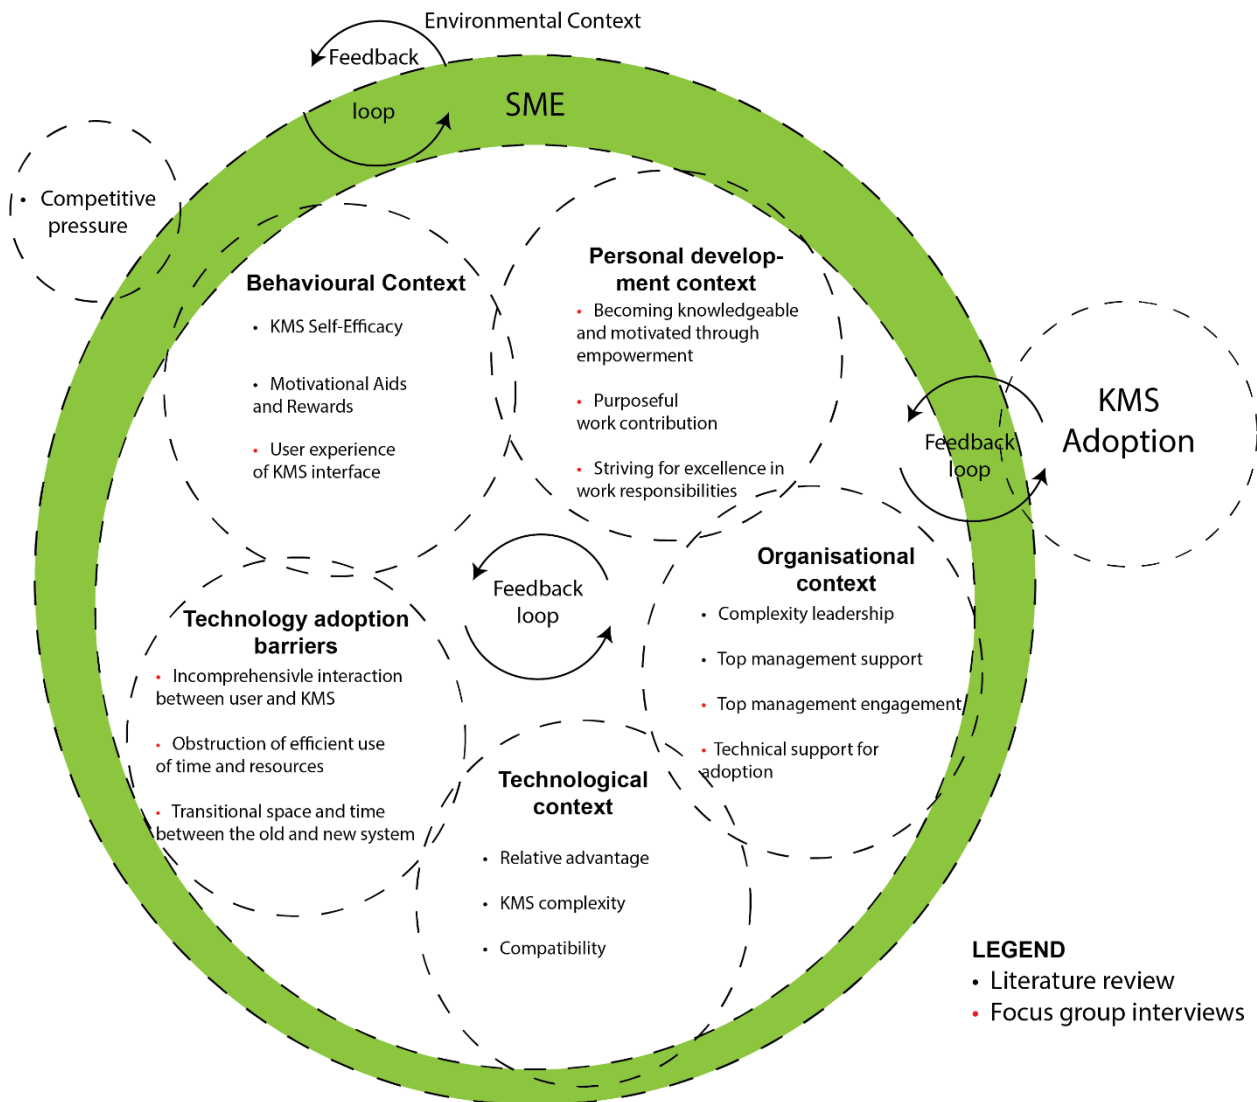 Environmental Context
Feedback
loop
SME
• Competitive
pressure
Behavioural Context
• KMS Self-Efficacy
• Motivational Aids
and Rewards
• User experience
of KMS interface
Personal develop-
ment context
• Becoming knowledgeable
and motivated through
empowerment
• Purposeful
work contribution
• Striving for excellence in
work responsibilities
KMS
Adoption
Feedback
loop
Feedback
loop
Organisational
context
• Complexity leadership
• Top management support
• Top management engagement
• Technical support for
adoption
Technology adoption
barriers
• Incomprehensivle interaction
between user and KMS
• Obstruction of efficient use
of time and resources
• Transitional space and time
between the old and new system
Technological
context
• Relative advantage
• KMS complexity
• Compatibility
LEGEND
• Literature review
• Focus group interviews